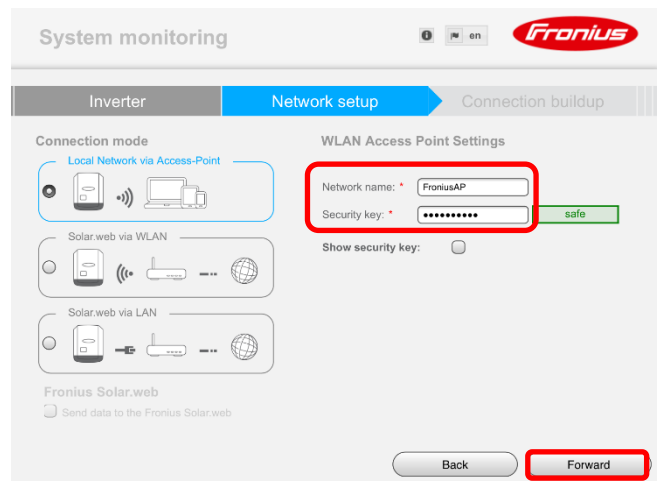 System monitoring
en
Fronius
Inverter
Network setup
Connection buildup
Connection mode
Local Network via Access-Point
Solar.web via WLAN
Solar.web via LAN
Fronius Solar.web
Send data to the Fronius Solar.web
WLAN Access Point Settings
Network name: * FroniusAP
Security key: * •••••••••• safe
Show security key:
Back
Forward